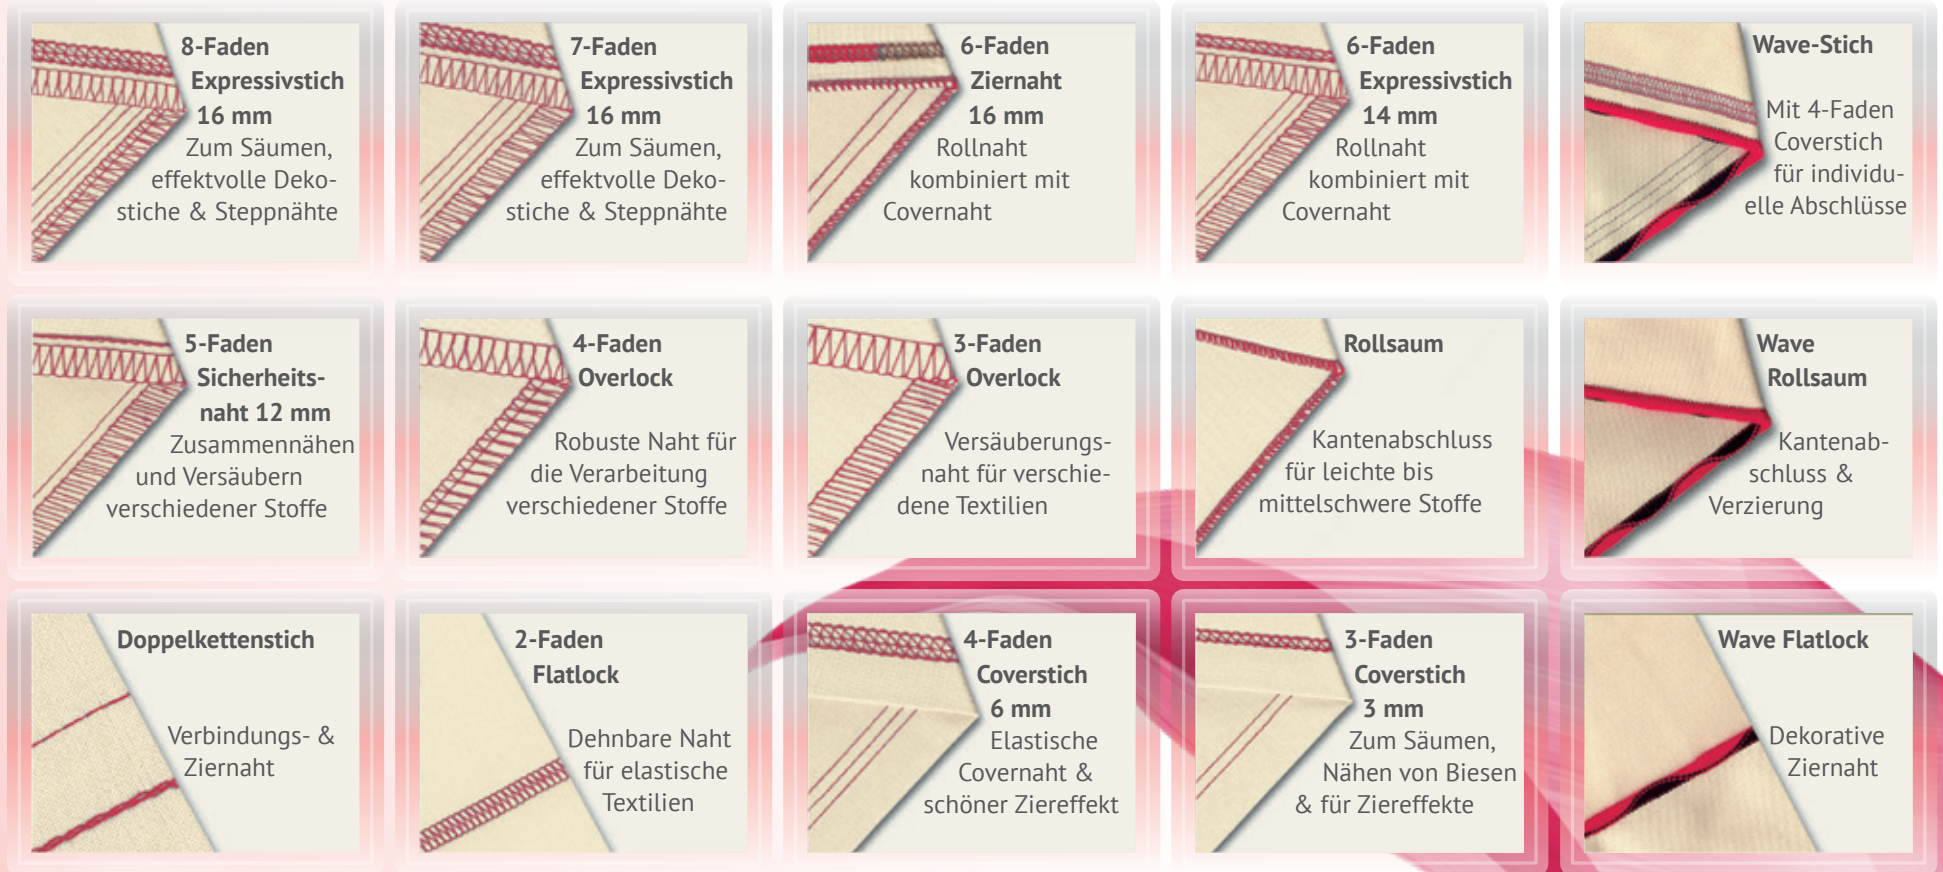 8-Faden
Expressivstich
16 mm
Zum Säumen,
effektvolle Deko-
stiche & Steppnähte
7-Faden
Expressivstich
16 mm
Zum Säumen,
effektvolle Deko-
stiche & Steppnähte
6-Faden
Ziernaht
16 mm
Rollnaht
kombiniert mit
Covernaht
6-Faden
Expressivstich
14 mm
Rollnaht
kombiniert mit
Covernaht
Wave-Stich
Mit 4-Faden
Coverstich
für individu-
elle Abschlüsse
5-Faden
Sicherheits-
naht 12 mm
Zusammennähen
und Versäubern
verschiedener Stoffe
4-Faden
Overlock
Robuste Naht für
die Verarbeitung
verschiedener Stoffe
3-Faden
Overlock
Versäuberungs-
naht für verschie-
dene Textilien
Rollsaum
Kantenabschluss
für leichte bis
mittelschwere Stoffe
Wave
Rollsaum
Kantenab-
schluss &
Verzierung
Doppelkettenstich
Verbindungs- &
Ziernaht
2-Faden
Flatlock
Dehnbare Naht
für elastische
Textilien
4-Faden
Coverstich
6 mm
Elastische
Covernaht &
schöner Ziereffekt
3-Faden
Coverstich
3 mm
Zum Säumen,
Nähen von Biesen
& für Ziereffekte
Wave Flatlock
Dekorative
Ziernaht